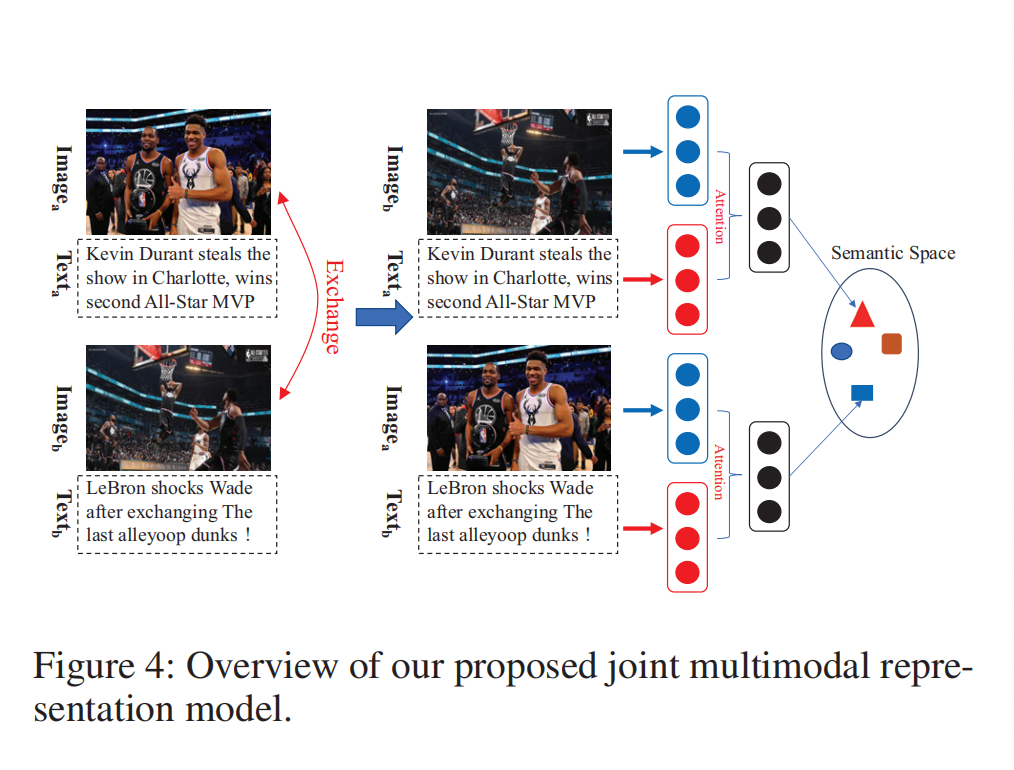 Image_a
Kevin Durant steals the
show in Charlotte, wins
second All-Star MVP
Text_a
Image_b
LeBron shocks Wade
after exchanging The
last alleyoop dunks !
Text_b
Exchange
Image_b
Kevin Durant steals the
show in Charlotte, wins
second All-Star MVP
Text_a
Image_a
LeBron shocks Wade
after exchanging The
last alleyoop dunks !
Text_b
Attention
Attention
Semantic Space
Figure 4: Overview of our proposed joint multimodal repre-
sentation model.